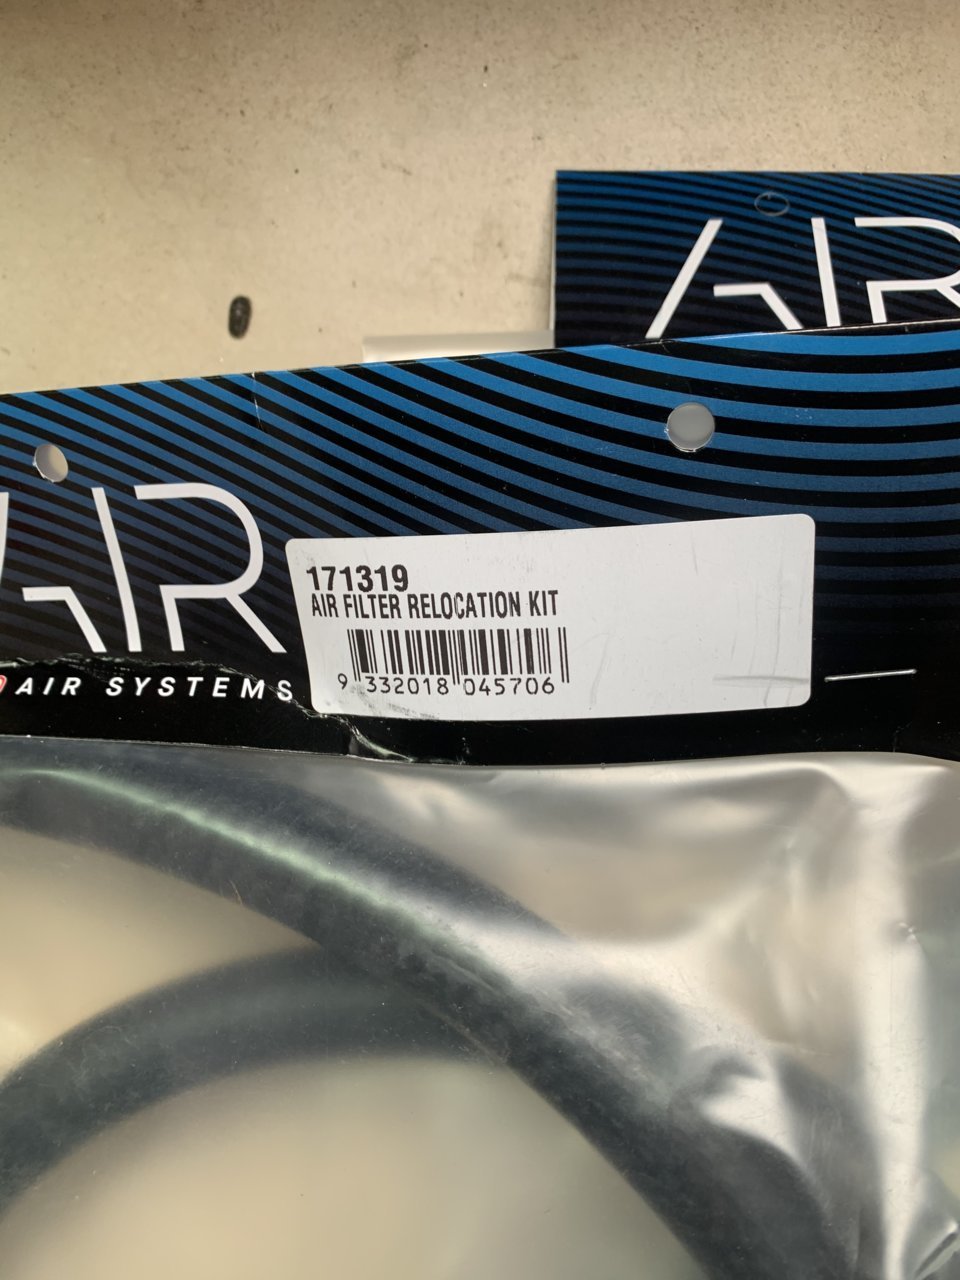 AIR
AIR
171319
AIR FILTER RELOCATION KIT
9 332018 045706
AIR SYSTEMS